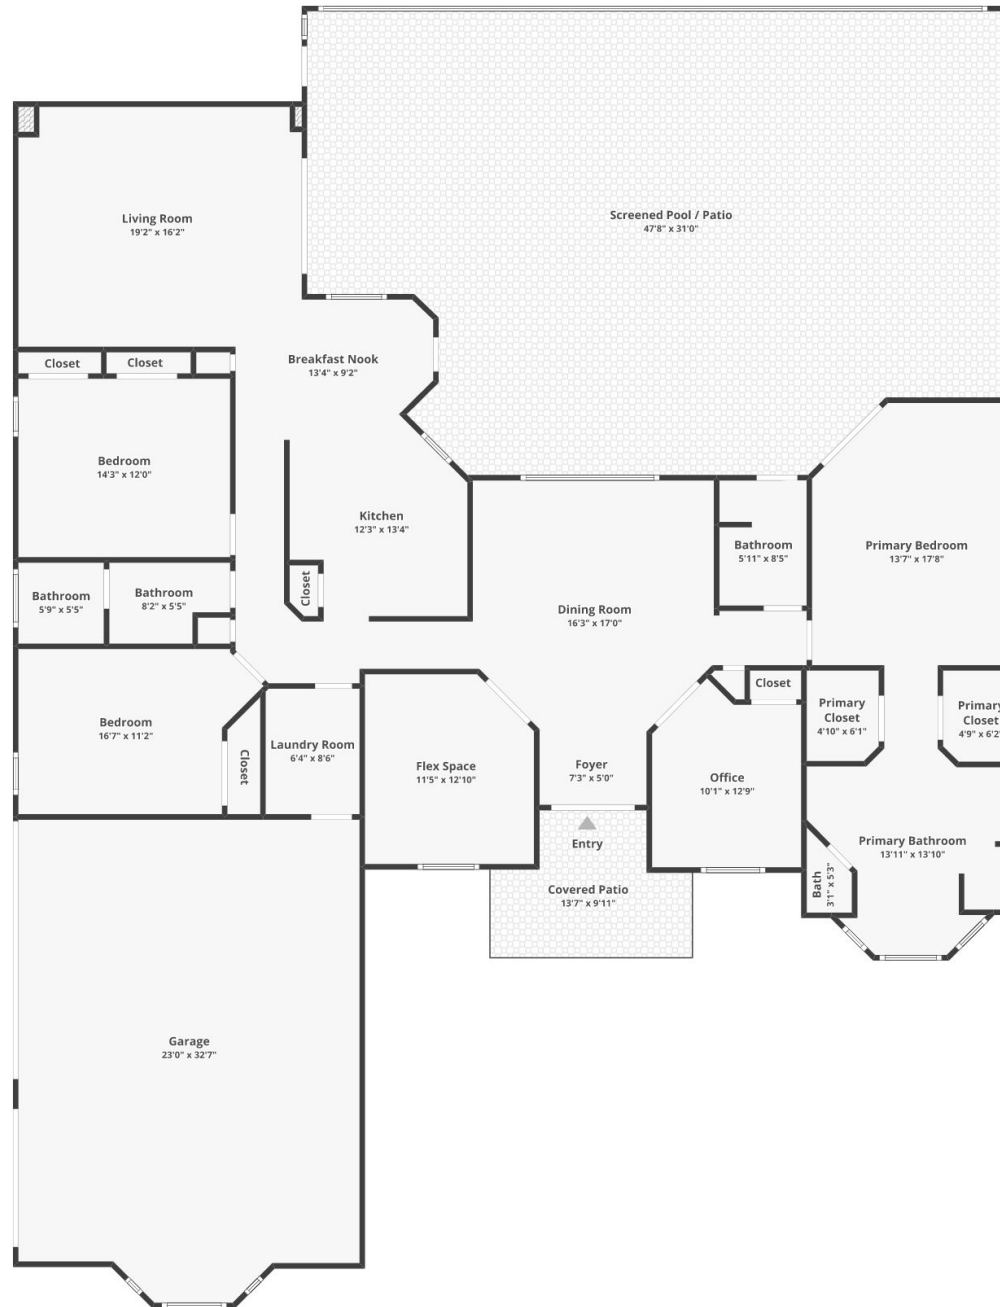 Screened Pool / Patio
47'8" x 31'0"
Living Room
19'2" x 16'2"
Closet
Closet
Breakfast Nook
13'4" x 9'2"
Bedroom
14'3" x 12'0"
Kitchen
12'3" x 13'4"
Closet
Bathroom
5'9" x 5'5"
Bathroom
8'2" x 5'5"
Dining Room
16'3" x 17'0"
Bathroom
5'11" x 8'5"
Primary Bedroom
13'7" x 17'8"
Bedroom
16'7" x 11'2"
Closet
Laundry Room
6'4" x 8'6"
Flex Space
11'5" x 12'10"
Foyer
7'3" x 5'0"
Closet
Office
10'1" x 12'9"
Primary
Closet
4'10" x 6'1"
Primary
Closet
4'9" x 6'2"
Entry
Covered Patio
13'7" x 9'11"
Primary Bathroom
13'11" x 13'10"
Bath
3'1" x 5'3"
Garage
23'0" x 32'7"